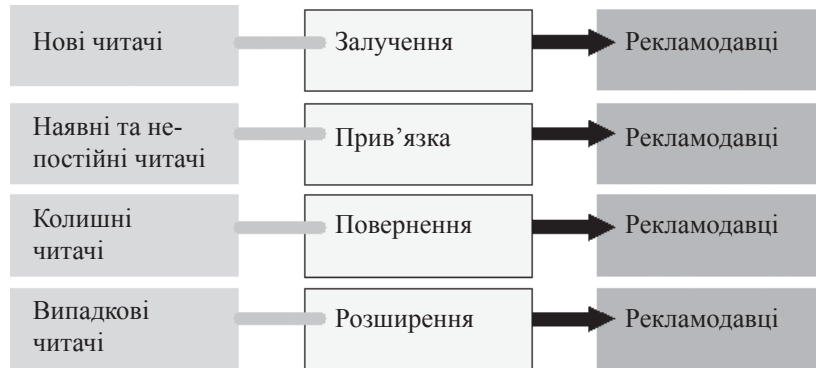 Нові читачі
Залучення
Рекламодавці
Наявні та не-
постійні читачі
Прив’язка
Рекламодавці
Колишні
читачі
Повернення
Рекламодавці
Випадкові
читачі
Розширення
Рекламодавці